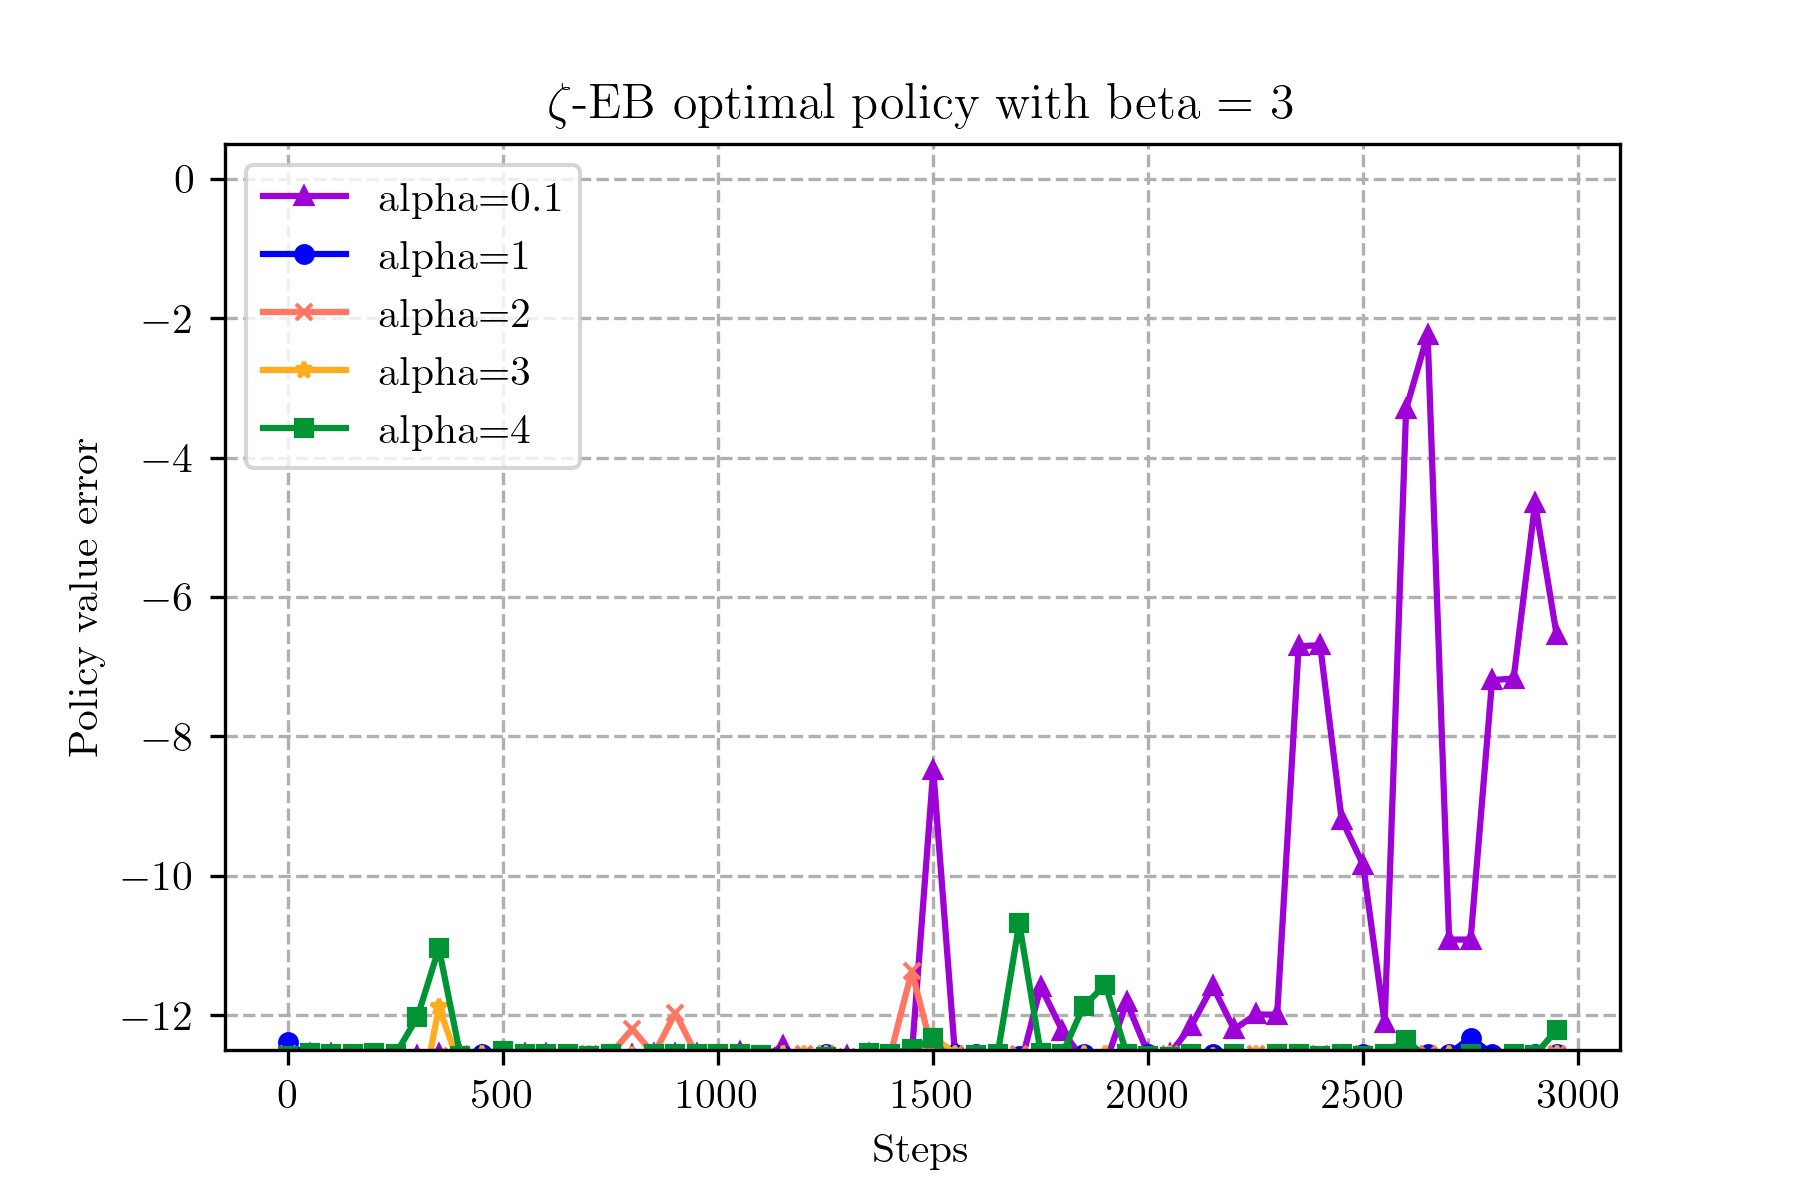 ζ-EB optimal policy with beta = 3
0
−2
−4
−6
−8
−10
−12
Policy value error
alpha=0.1
alpha=1
alpha=2
alpha=3
alpha=4
0 500 1000 1500 2000 2500 3000
Steps